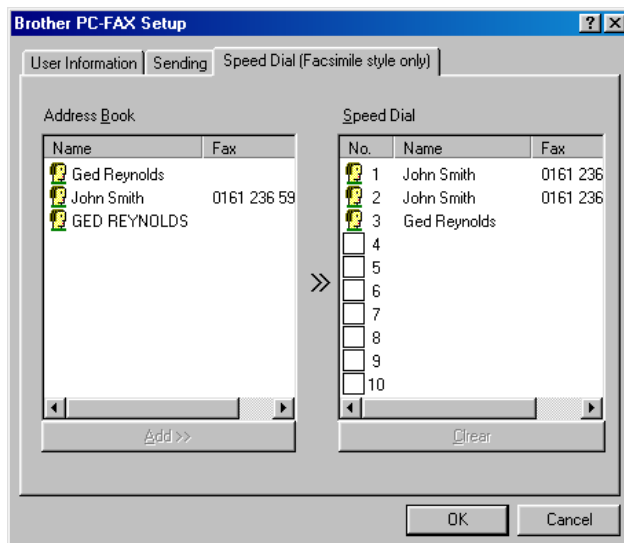 Brother PC-FAX Setup
User Information Sending Speed Dial (Facsimile style only)
Address Book
Name Fax
Ged Reynolds
John Smith 0161 236 59
GED REYNOLDS
Add >>
Speed Dial
No. Name Fax
1 John Smith 0161 236
2 John Smith 0161 236
3 Ged Reynolds
4
5
6
7
8
9
10
Clrear
OK Cancel